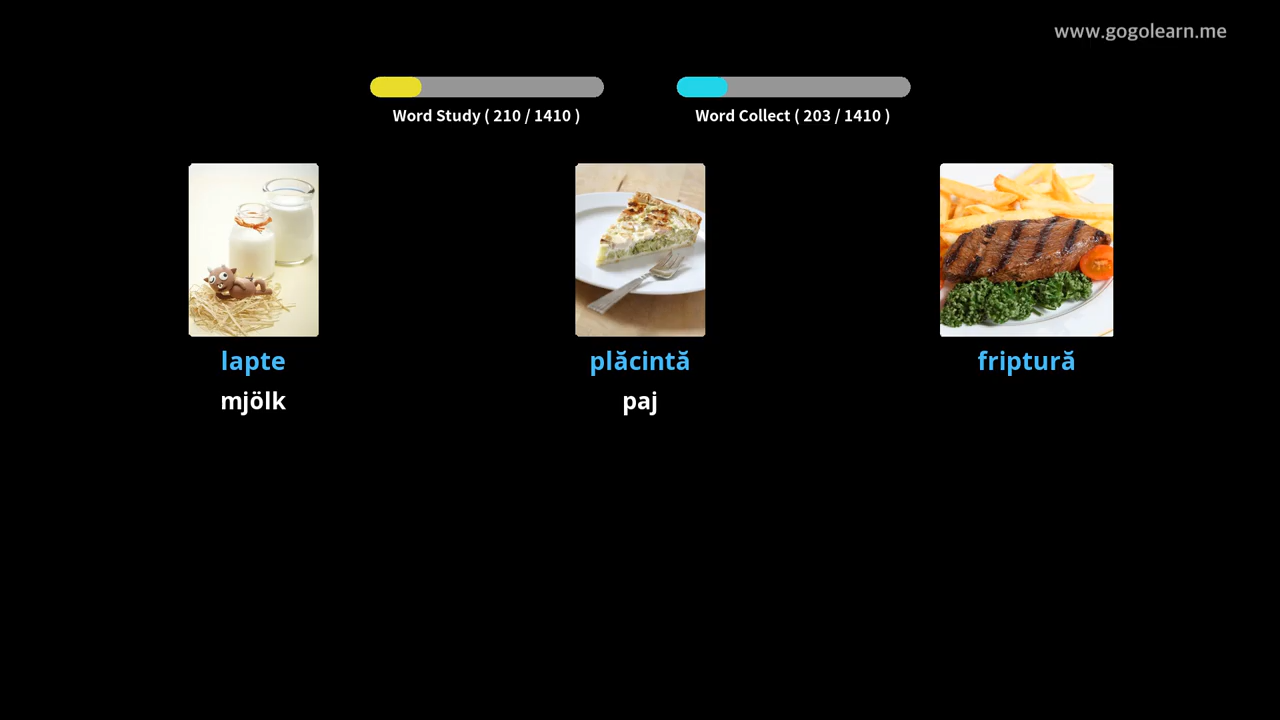 www.gogolearn.me
Word Study ( 210 / 1410 )
Word Collect ( 203 / 1410 )
lapte
plăcintă
friptură
mjölk
paj